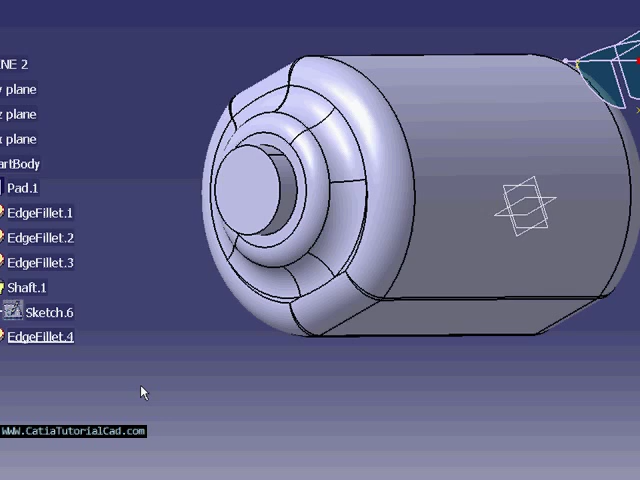 NE 2
y plane
z plane
x plane
artBody
Pad.1
EdgeFillet.1
EdgeFillet.2
EdgeFillet.3
Shaft.1
Sketch.6
EdgeFillet.4
WWW.CatiaTutorialCad.com